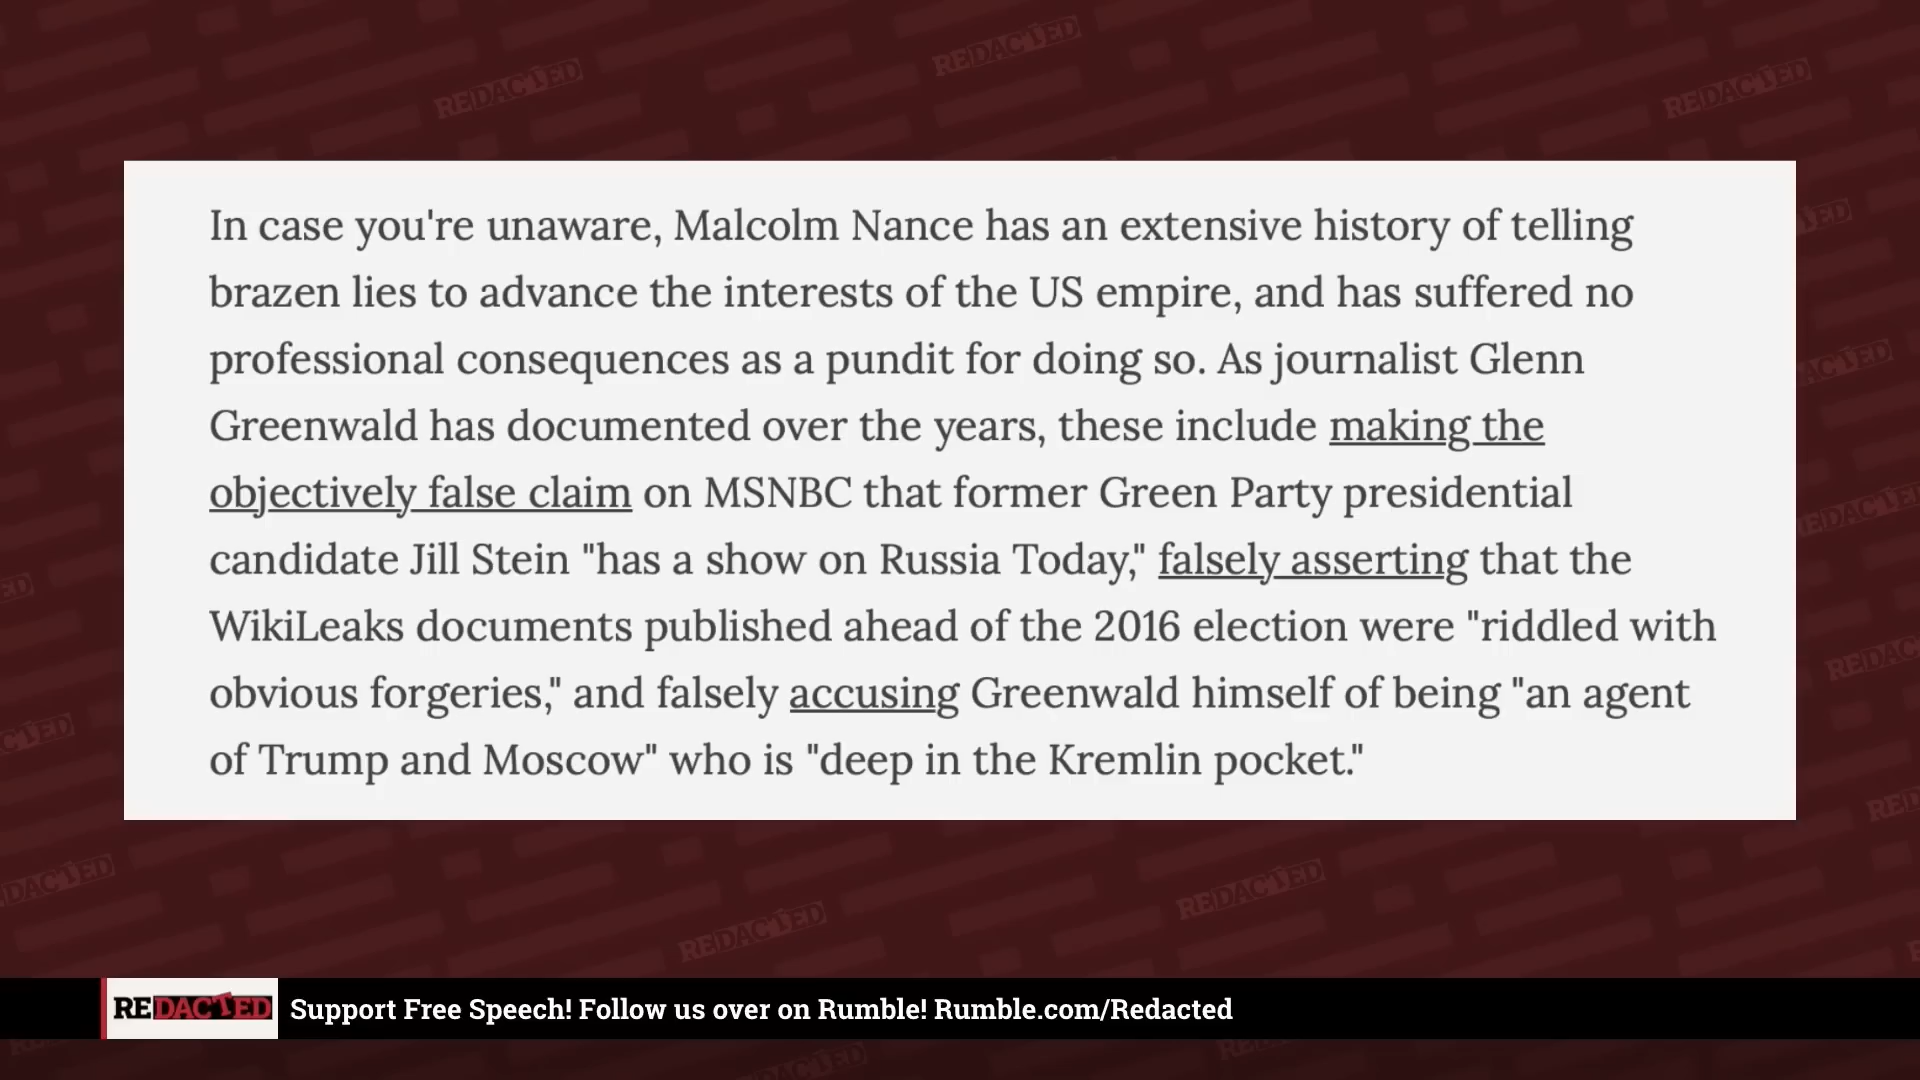 REDACTED
REDACTED
REDACTED
In case you're unaware, Malcolm Nance has an extensive history of telling
brazen lies to advance the interests of the US empire, and has suffered no
professional consequences as a pundit for doing so. As journalist Glenn
Greenwald has documented over the years, these include making the
objectively false claim on MSNBC that former Green Party presidential
candidate Jill Stein "has a show on Russia Today," falsely asserting that the
WikiLeaks documents published ahead of the 2016 election were "riddled with
obvious forgeries," and falsely accusing Greenwald himself of being "an agent
of Trump and Moscow" who is "deep in the Kremlin pocket."
REDACTED
REDACTED
REDACTED Support Free Speech! Follow us over on Rumble! Rumble.com/Redacted